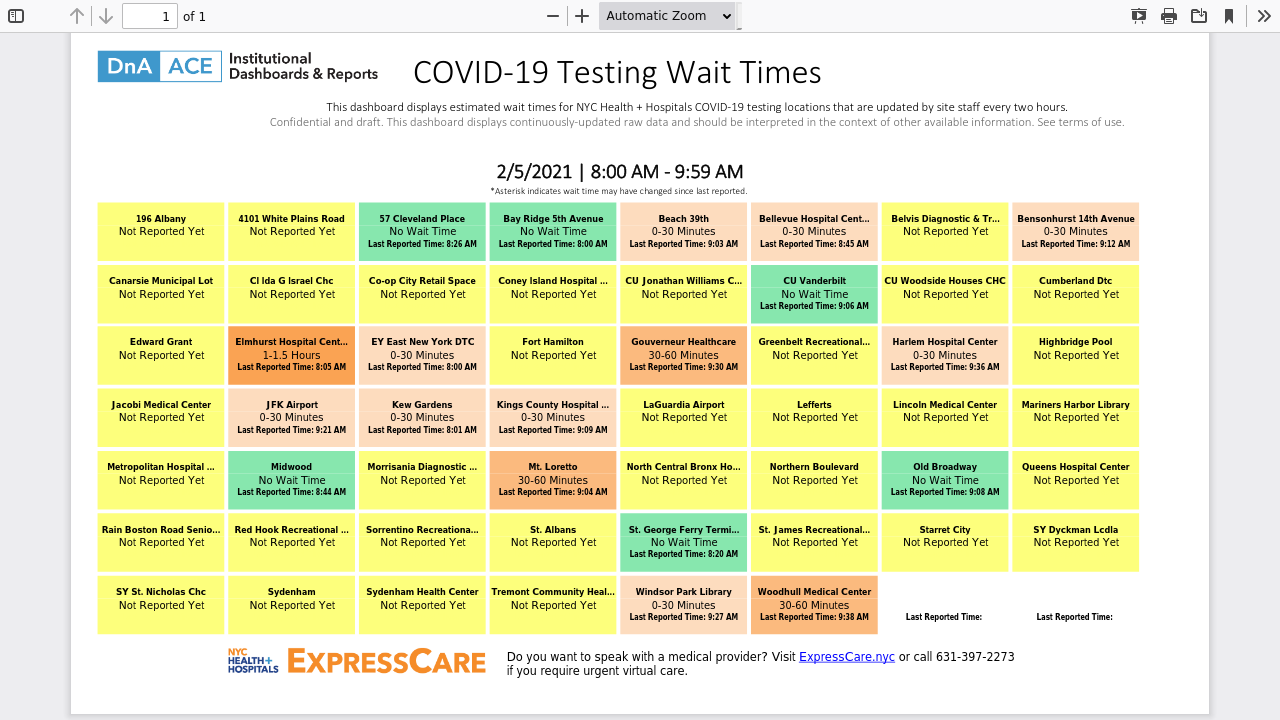 1 of 1
Automatic Zoom
DnA ACE Institutional Dashboards & Reports
COVID-19 Testing Wait Times
This dashboard displays estimated wait times for NYC Health + Hospitals COVID-19 testing locations that are updated by site staff every two hours.
Confidential and draft. This dashboard displays continuously-updated raw data and should be interpreted in the context of other available information. See terms of use.
2/5/2021 | 8:00 AM - 9:59 AM
*Asterisk indicates wait time may have changed since last reported.
196 Albany
Not Reported Yet
4101 White Plains Road
Not Reported Yet
57 Cleveland Place
No Wait Time
Last Reported Time: 8:26 AM
Bay Ridge 5th Avenue
No Wait Time
Last Reported Time: 8:00 AM
Beach 39th
0-30 Minutes
Last Reported Time: 9:03 AM
Bellevue Hospital Cent...
0-30 Minutes
Last Reported Time: 8:45 AM
Belvis Diagnostic & Tr...
Not Reported Yet
Bensonhurst 14th Avenue
0-30 Minutes
Last Reported Time: 9:12 AM
Canarsie Municipal Lot
Not Reported Yet
Cl Ida G Israel Chc
Not Reported Yet
Co-op City Retail Space
Not Reported Yet
Coney Island Hospital ...
Not Reported Yet
CU Jonathan Williams C...
Not Reported Yet
CU Vanderbilt
No Wait Time
Last Reported Time: 9:06 AM
CU Woodside Houses CHC
Not Reported Yet
Cumberland Dtc
Not Reported Yet
Edward Grant
Not Reported Yet
Elmhurst Hospital Cent...
1-1.5 Hours
Last Reported Time: 8:05 AM
EY East New York DTC
0-30 Minutes
Last Reported Time: 8:00 AM
Fort Hamilton
Not Reported Yet
Gouverneur Healthcare
30-60 Minutes
Last Reported Time: 9:30 AM
Greenbelt Recreational...
Not Reported Yet
Harlem Hospital Center
0-30 Minutes
Last Reported Time: 9:36 AM
Highbridge Pool
Not Reported Yet
Jacobi Medical Center
Not Reported Yet
JFK Airport
0-30 Minutes
Last Reported Time: 9:21 AM
Kew Gardens
0-30 Minutes
Last Reported Time: 8:01 AM
Kings County Hospital ...
0-30 Minutes
Last Reported Time: 9:09 AM
LaGuardia Airport
Not Reported Yet
Lefferts
Not Reported Yet
Lincoln Medical Center
Not Reported Yet
Mariners Harbor Library
Not Reported Yet
Metropolitan Hospital ...
Not Reported Yet
Midwood
No Wait Time
Last Reported Time: 8:44 AM
Morrisania Diagnostic ...
Not Reported Yet
Mt. Loretto
30-60 Minutes
Last Reported Time: 9:04 AM
North Central Bronx Ho...
Not Reported Yet
Northern Boulevard
Not Reported Yet
Old Broadway
No Wait Time
Last Reported Time: 9:08 AM
Queens Hospital Center
Not Reported Yet
Rain Boston Road Senio...
Not Reported Yet
Red Hook Recreational ...
Not Reported Yet
Sorrentino Recreationa...
Not Reported Yet
St. Albans
Not Reported Yet
St. George Ferry Termi...
No Wait Time
Last Reported Time: 8:20 AM
St. James Recreational...
Not Reported Yet
Starret City
Not Reported Yet
SY Dyckman Lcdla
Not Reported Yet
SY St. Nicholas Chc
Not Reported Yet
Sydenham
Not Reported Yet
Sydenham Health Center
Not Reported Yet
Tremont Community Heal...
Not Reported Yet
Windsor Park Library
0-30 Minutes
Last Reported Time: 9:27 AM
Woodhull Medical Center
30-60 Minutes
Last Reported Time: 9:38 AM
Last Reported Time:
Last Reported Time:
NYC HEALTH+ HOSPITALS
EXPRESSCARE
Do you want to speak with a medical provider? Visit ExpressCare.nyc or call 631-397-2273
if you require urgent virtual care.